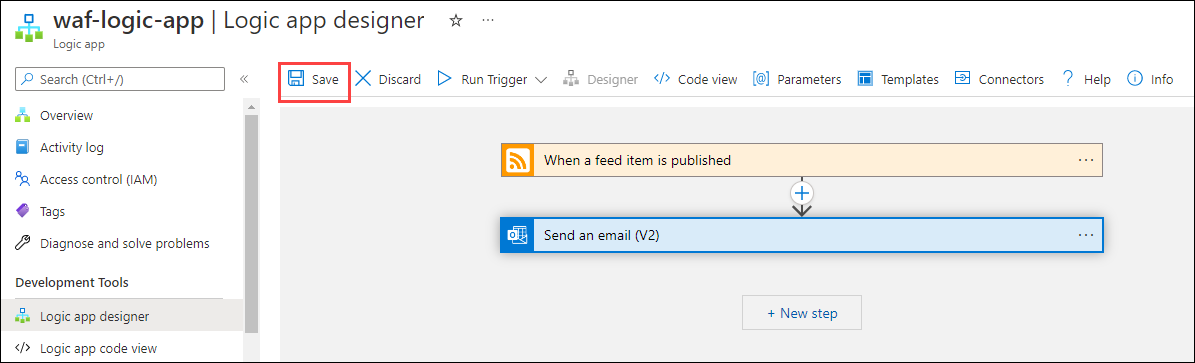 waf-logic-app | Logic app designer
Logic app
Search (Ctrl+/)
Save Discard Run Trigger Designer Code view Parameters Templates Connectors Help Info
Overview
Activity log
Access control (IAM)
Tags
Diagnose and solve problems
Development Tools
Logic app designer
Logic app code view
When a feed item is published
Send an email (V2)
+ New step